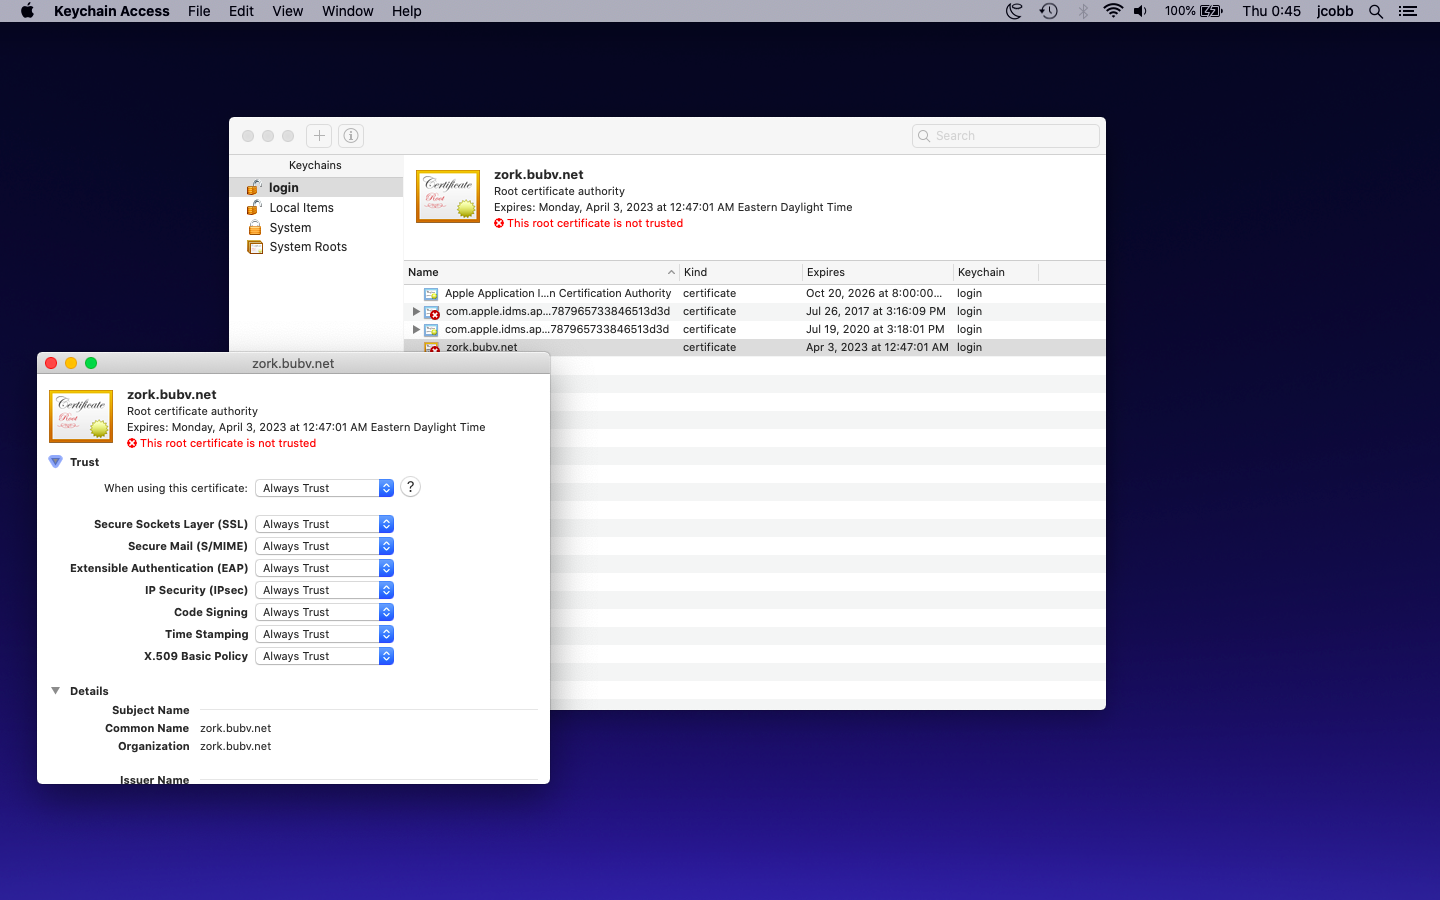 Keychain Access File Edit View Window Help 100% Thu 0:45 jcobb
Search
Keychains
login
Local Items
System
System Roots
Certificate
Root
zork.bubv.net
Root certificate authority
Expires: Monday, April 3, 2023 at 12:47:01 AM Eastern Daylight Time
This root certificate is not trusted
Name Kind Expires Keychain
Apple Application I...n Certification Authority certificate Oct 20, 2026 at 8:00:00... login
com.apple.idms.ap...787965733846513d3d certificate Jul 26, 2017 at 3:16:09 PM login
com.apple.idms.ap...787965733846513d3d certificate Jul 19, 2020 at 3:18:01 PM login
zork.bubv.net certificate Apr 3, 2023 at 12:47:01 AM login
zork.bubv.net
Certificate
Root
zork.bubv.net
Root certificate authority
Expires: Monday, April 3, 2023 at 12:47:01 AM Eastern Daylight Time
This root certificate is not trusted
Trust
When using this certificate: Always Trust ?
Secure Sockets Layer (SSL) Always Trust
Secure Mail (S/MIME) Always Trust
Extensible Authentication (EAP) Always Trust
IP Security (IPsec) Always Trust
Code Signing Always Trust
Time Stamping Always Trust
X.509 Basic Policy Always Trust
Details
Subject Name
Common Name zork.bubv.net
Organization zork.bubv.net
Issuer Name